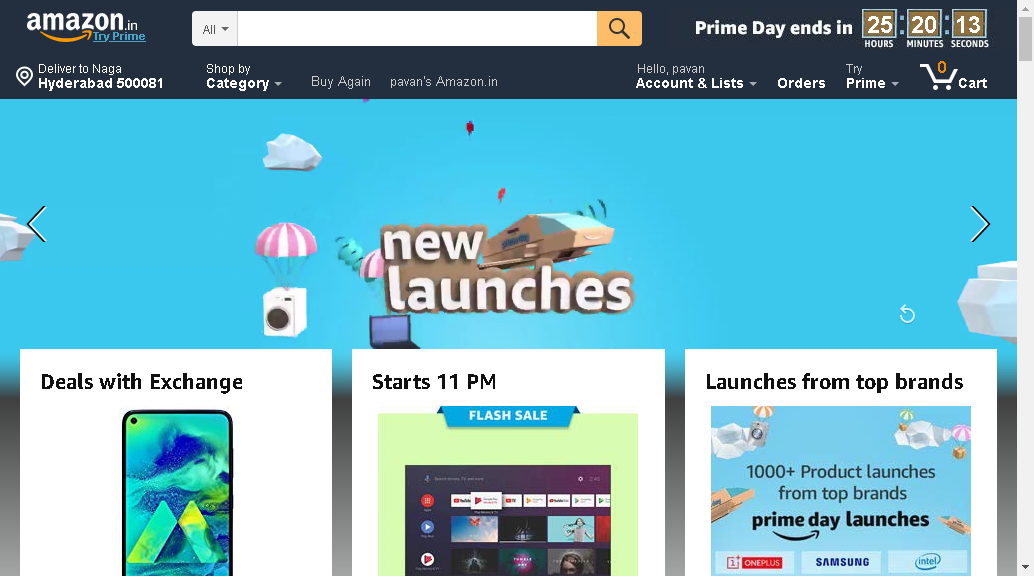 amazon.in
Try Prime
All
Prime Day ends in 25 : 20 : 13
HOURS MINUTES SECONDS
Deliver to Naga
Hyderabad 500081
Shop by
Category
Buy Again
pavan's Amazon.in
Hello, pavan
Account & Lists
Orders
Try
Prime
0
Cart
new
launches
Deals with Exchange
Starts 11 PM
FLASH SALE
Launches from top brands
1000+ Product launches
from top brands
prime day launches
ONEPLUS
SAMSUNG
intel